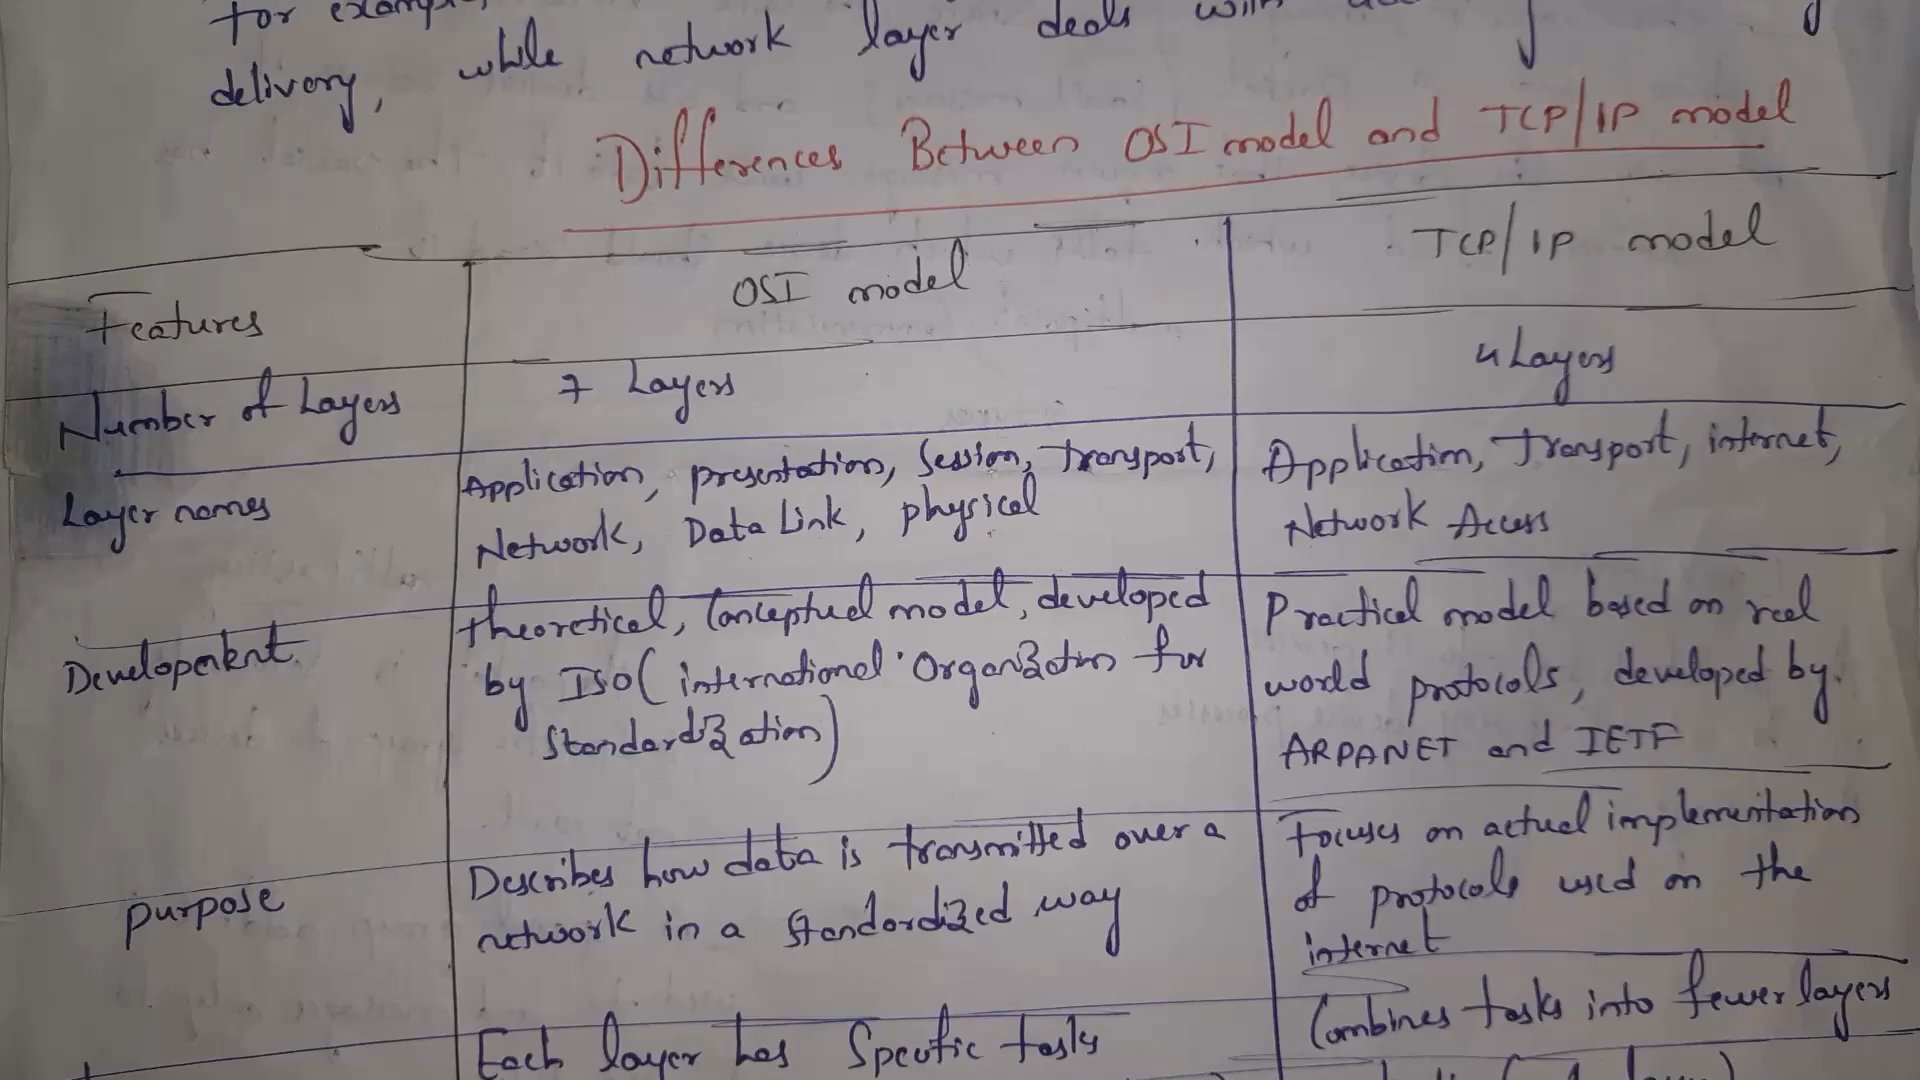 for example,
delivery, while network layer deals with
Differences Between OSI model and TCP/IP model
Features
OSI model
TCP/IP model
Number of Layers
7 Layers
4 Layers
Layer names
Application, presentation, Session, transport,
Network, Data Link, physical
Application, Transport, internet,
Network Access
Development
theoretical, Conceptual model, developed
by ISO (international Organization for
Standardization)
Practical model based on real
world protocols, developed by
ARPANET and IETF
purpose
Describes how data is transmitted over a
network in a standardized way
focuses on actual implementation
of protocols used on the
internet
Each layer has Specific tasks
Combines tasks into fewer layers